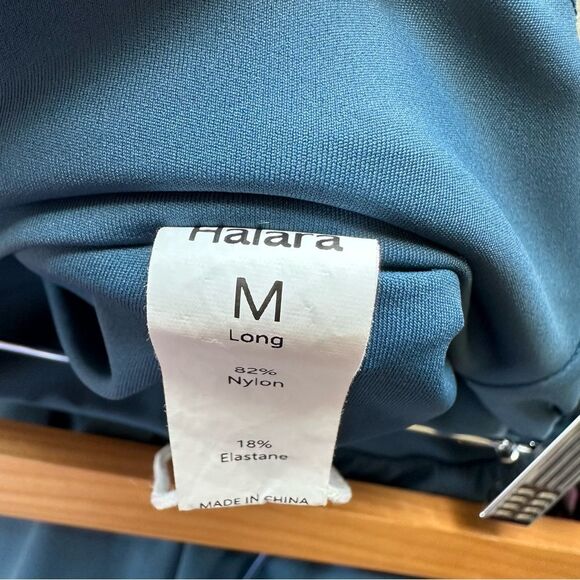 Halara
M
Long
82%
Nylon
18%
Elastane
MADE IN CHINA